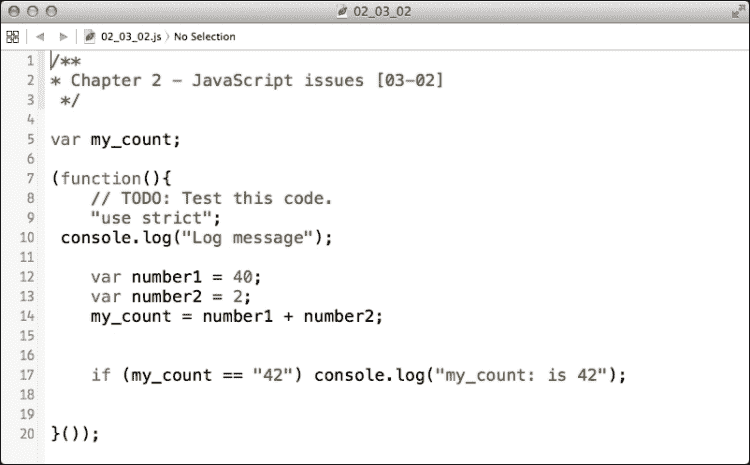 02_03_02
02_03_02.js 〉 No Selection
1 /**
2 * Chapter 2 - JavaScript issues [03-02]
3  */
4
5 var my_count;
6
7 (function(){
8     // TODO: Test this code.
9     "use strict";
10  console.log("Log message");
11
12     var number1 = 40;
13     var number2 = 2;
14     my_count = number1 + number2;
15
16
17     if (my_count == "42") console.log("my_count: is 42");
18
19
20 }());